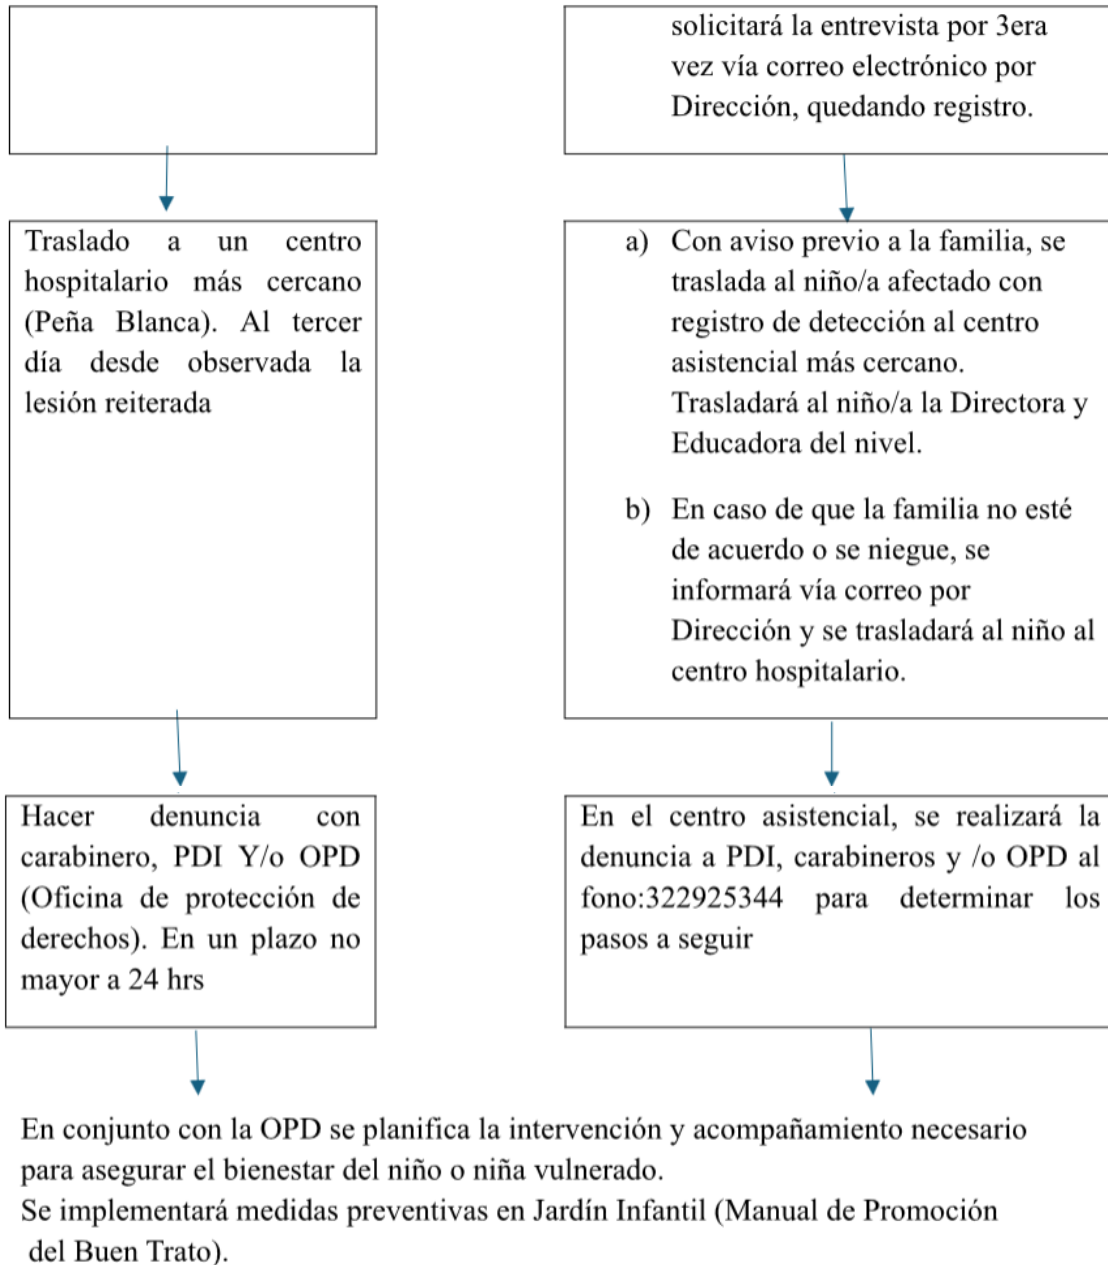 solicitará la entrevista por 3era
vez vía correo electrónico por
Dirección, quedando registro.
Traslado a un centro
hospitalario más cercano
(Peña Blanca). Al tercer
día desde observada la
lesión reiterada
a) Con aviso previo a la familia, se
traslada al niño/a afectado con
registro de detección al centro
asistencial más cercano.
Trasladará al niño/a la Directora y
Educadora del nivel.
b) En caso de que la familia no esté
de acuerdo o se niegue, se
informará vía correo por
Dirección y se trasladará al niño al
centro hospitalario.
Hacer denuncia con
carabinero, PDI Y/o OPD
(Oficina de protección de
derechos). En un plazo no
mayor a 24 hrs
En el centro asistencial, se realizará la
denuncia a PDI, carabineros y /o OPD al
fono:322925344 para determinar los
pasos a seguir
En conjunto con la OPD se planifica la intervención y acompañamiento necesario
para asegurar el bienestar del niño o niña vulnerado.
Se implementará medidas preventivas en Jardín Infantil (Manual de Promoción
del Buen Trato).